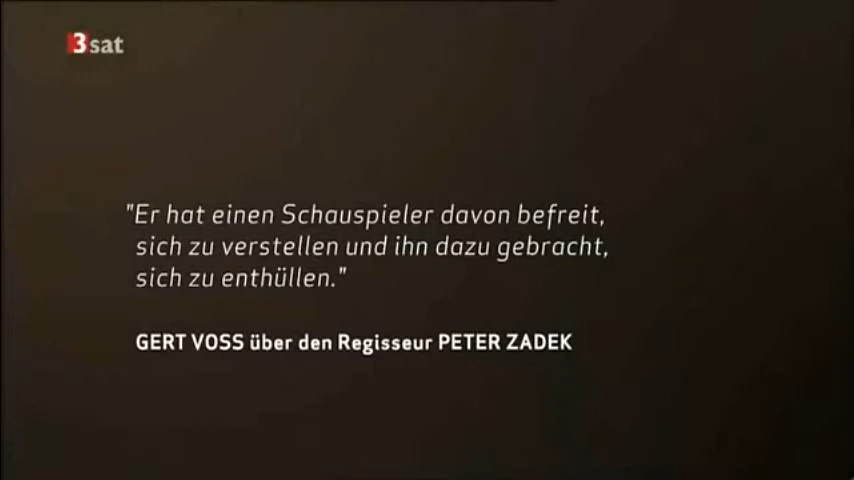 3sat
"Er hat einen Schauspieler davon befreit,
sich zu verstellen und ihn dazu gebracht,
sich zu enthüllen."
GERT VOSS über den Regisseur PETER ZADEK